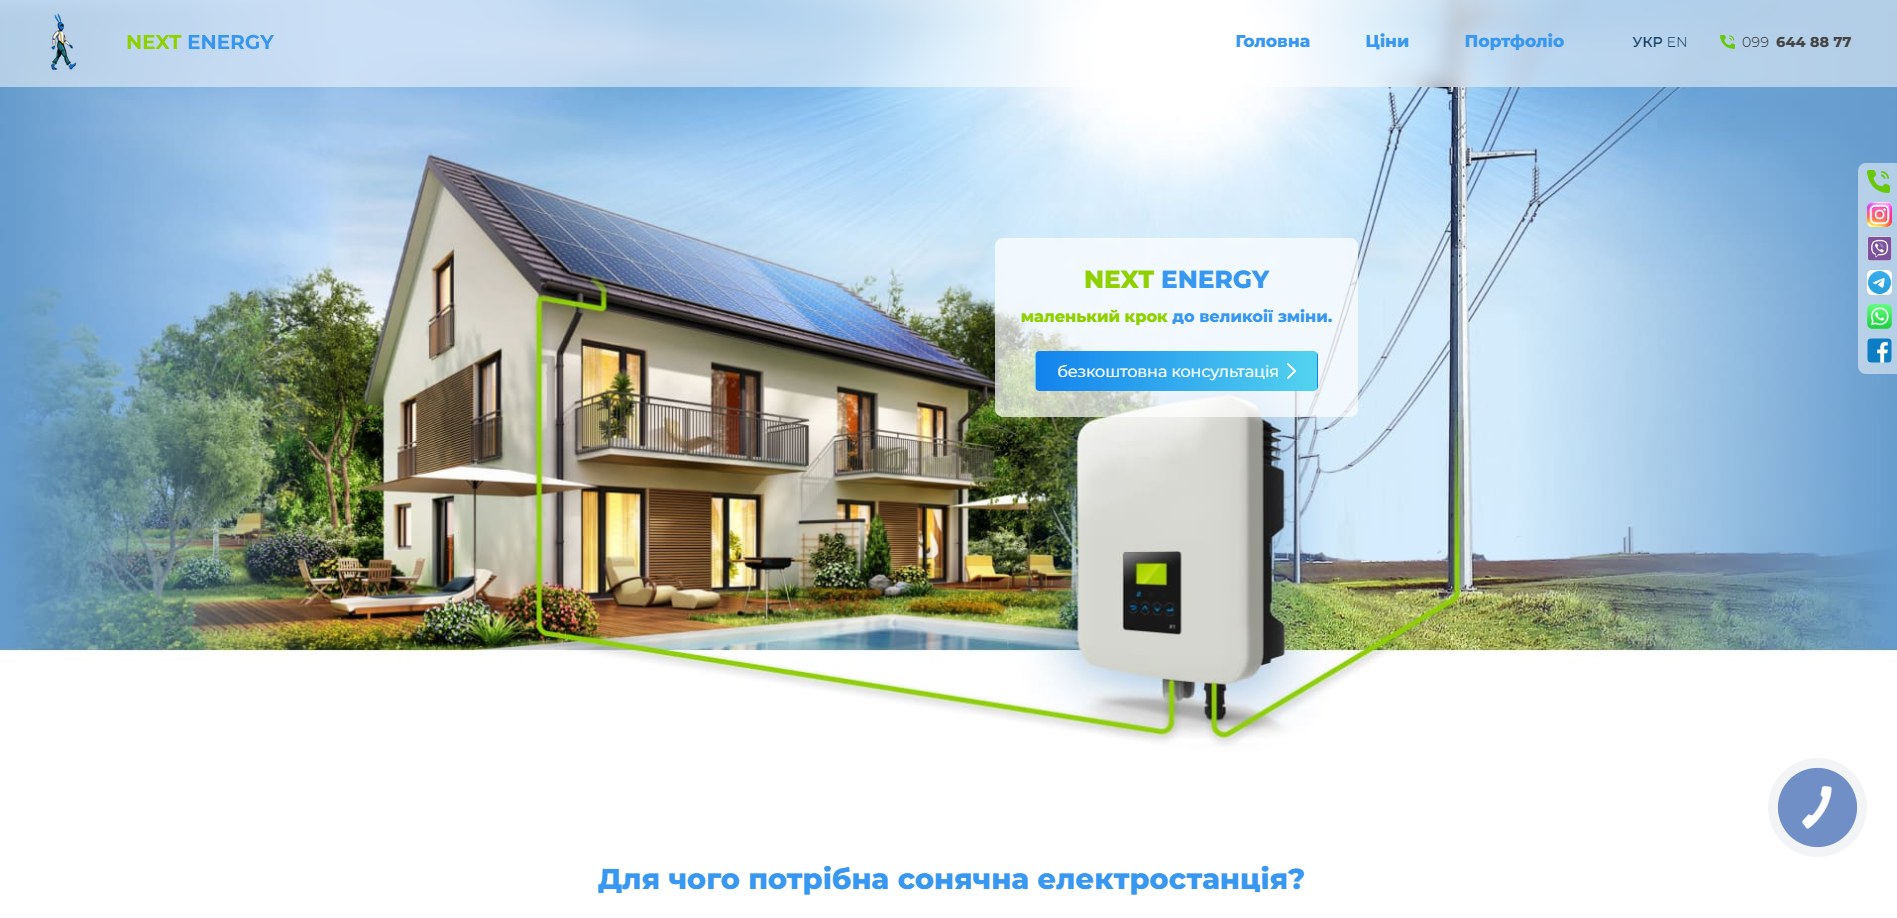 NEXT ENERGY
Головна Ціни Портфоліо УКР EN 099 644 88 77
NEXT ENERGY
маленький крок до великоїї зміни.
безкоштовна консультація
Для чого потрібна сонячна електростанція?